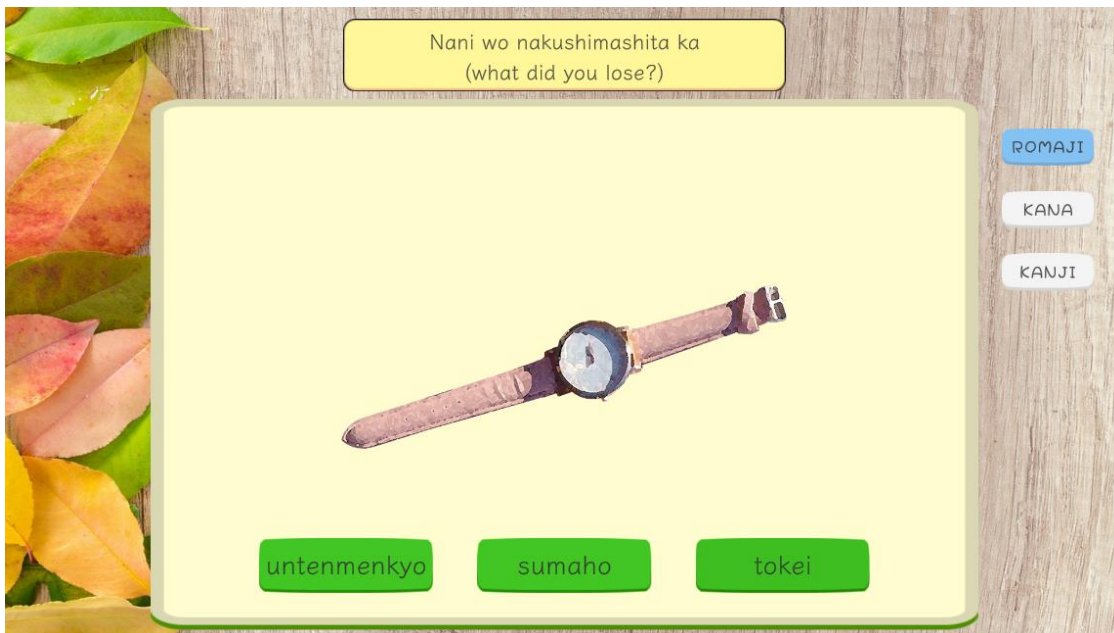 Nani wo nakushimashita ka
(what did you lose?)
ROMAJI
KANA
KANJI
untenmenkyo
sumaho
tokei